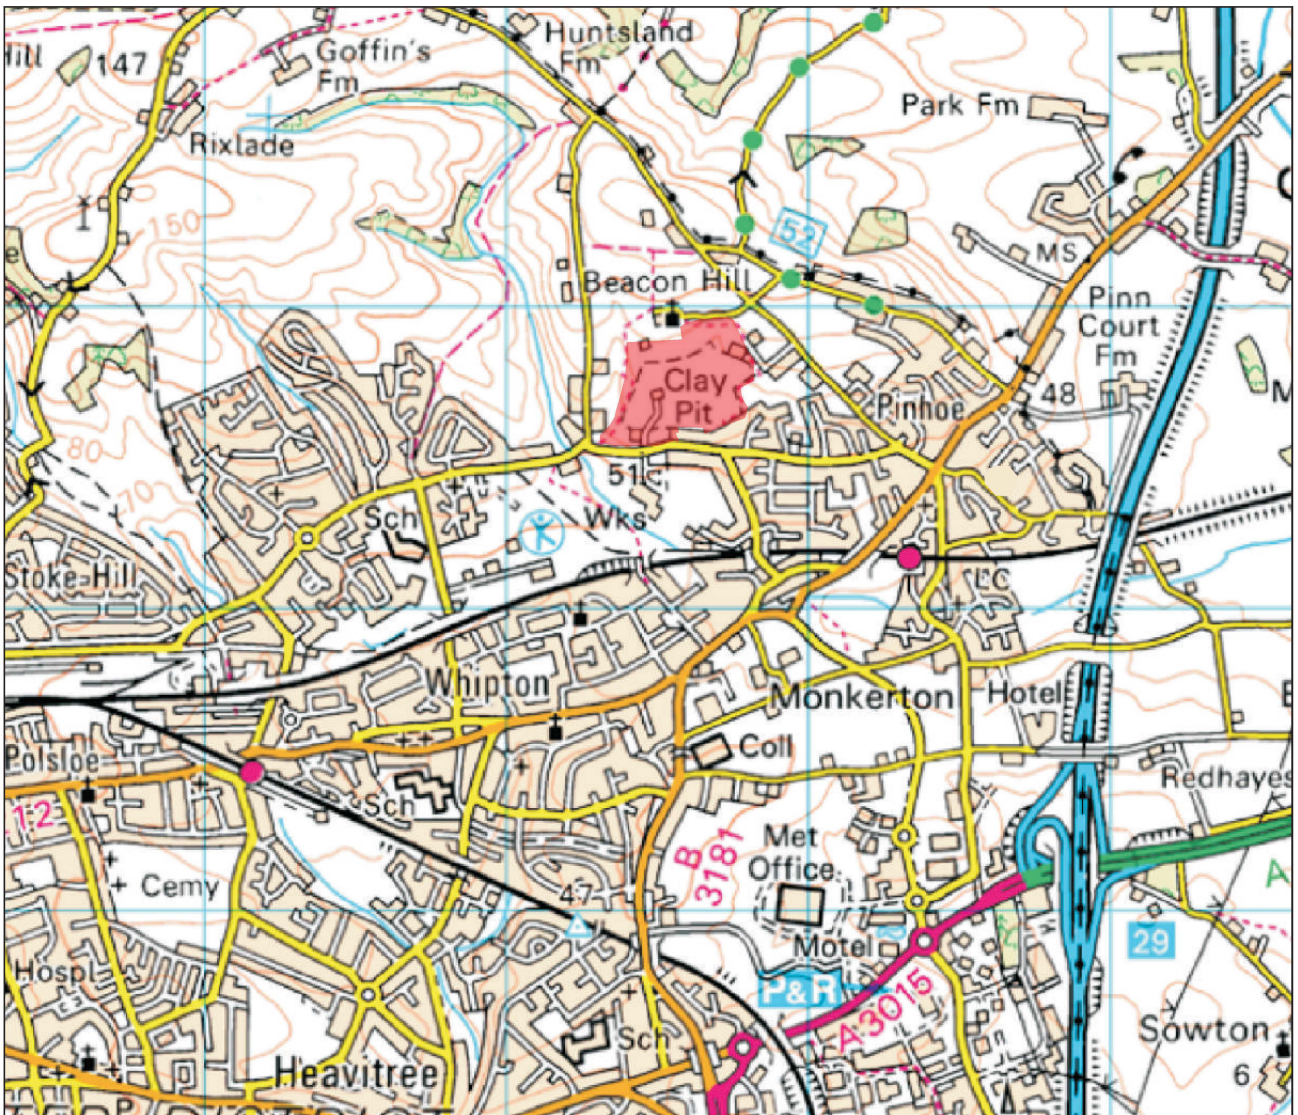 Huntsland
Fm
Goffin's
Fm
Hill
147
Park Fm
Rixlade
150
52
MS
Beacon Hill
Pinn
Court
Fm
Clay
Pit
48
Pinhoe
80
51
70
Sch
Wks
Stoke Hill
LC
Whipton
Monkerton
Hotel
Coll
Polsloe
Redhayes
Sch
12
B
3181
Met
Office
Cemy
A
47
Motel
29
Hospl
P&R
A 3015
Sch
Sowton
Heavitree
6